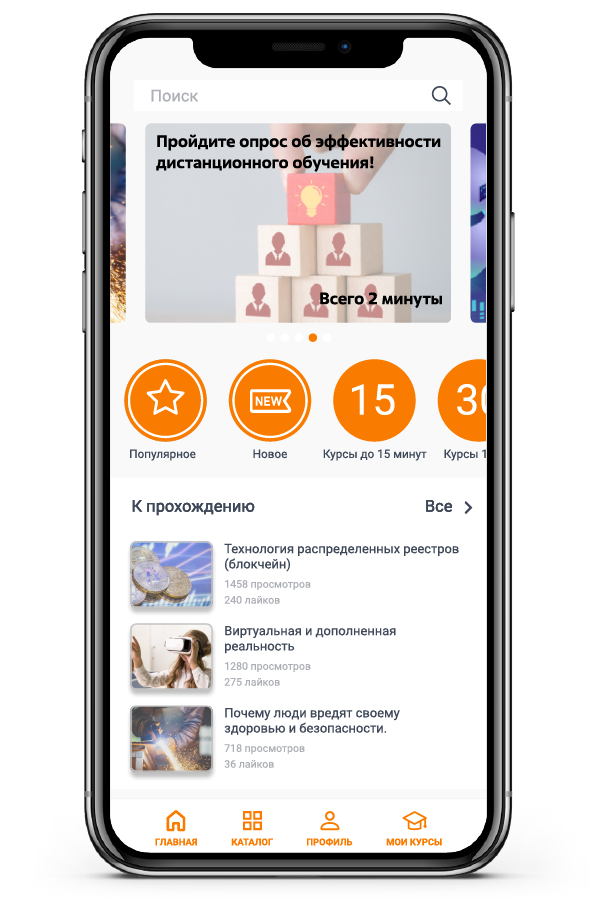 Поиск
Пройдите опрос об эффективности
дистанционного обучения!
Всего 2 минуты
NEW
15
30
Популярное
Новое
Курсы до 15 минут
Курсы 1
К прохождению
Все
Технология распределенных реестров
(блокчейн)
1458 просмотров
240 лайков
Виртуальная и дополненная
реальность
1280 просмотров
275 лайков
Почему люди вредят своему
здоровью и безопасности.
718 просмотров
36 лайков
ГЛАВНАЯ
КАТАЛОГ
ПРОФИЛЬ
МОИ КУРСЫ